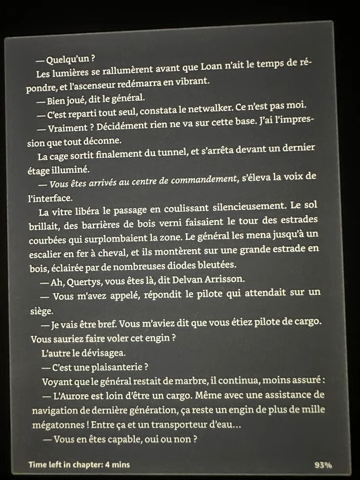 — Quelqu'un ?
Les lumières se rallumèrent avant que Loan n'ait le temps de ré-
pondre, et l'ascenseur redémarra en vibrant.
— Bien joué, dit le général.
— C'est reparti tout seul, constata le netwalker. Ce n'est pas moi.
— Vraiment ? Décidément rien ne va sur cette base. J'ai l'impres-
sion que tout déconne.
La cage sortit finalement du tunnel, et s'arrêta devant un dernier
étage illuminé.
— Vous êtes arrivés au centre de commandement, s'éleva la voix de
l'interface.
La vitre libéra le passage en coulissant silencieusement. Le sol
brillait, des barrières de bois verni faisaient le tour des estrades
courbées qui surplombaient la zone. Le général les mena jusqu'à un
escalier en fer à cheval, et ils montèrent sur une grande estrade en
bois, éclairée par de nombreuses diodes bleutées.
— Ah, Quertys, vous êtes là, dit Delvan Arrisson.
— Vous m'avez appelé, répondit le pilote qui attendait sur un
siège.
— Je vais être bref. Vous m'aviez dit que vous étiez pilote de cargo.
Vous sauriez faire voler cet engin ?
L'autre le dévisagea.
— C'est une plaisanterie ?
Voyant que le général restait de marbre, il continua, moins assuré :
— L'Aurore est loin d'être un cargo. Même avec une assistance de
navigation de dernière génération, ça reste un engin de plus de mille
mégatonnes ! Entre ça et un transporteur d'eau…
— Vous en êtes capable, oui ou non ?
Time left in chapter: 4 mins
93%